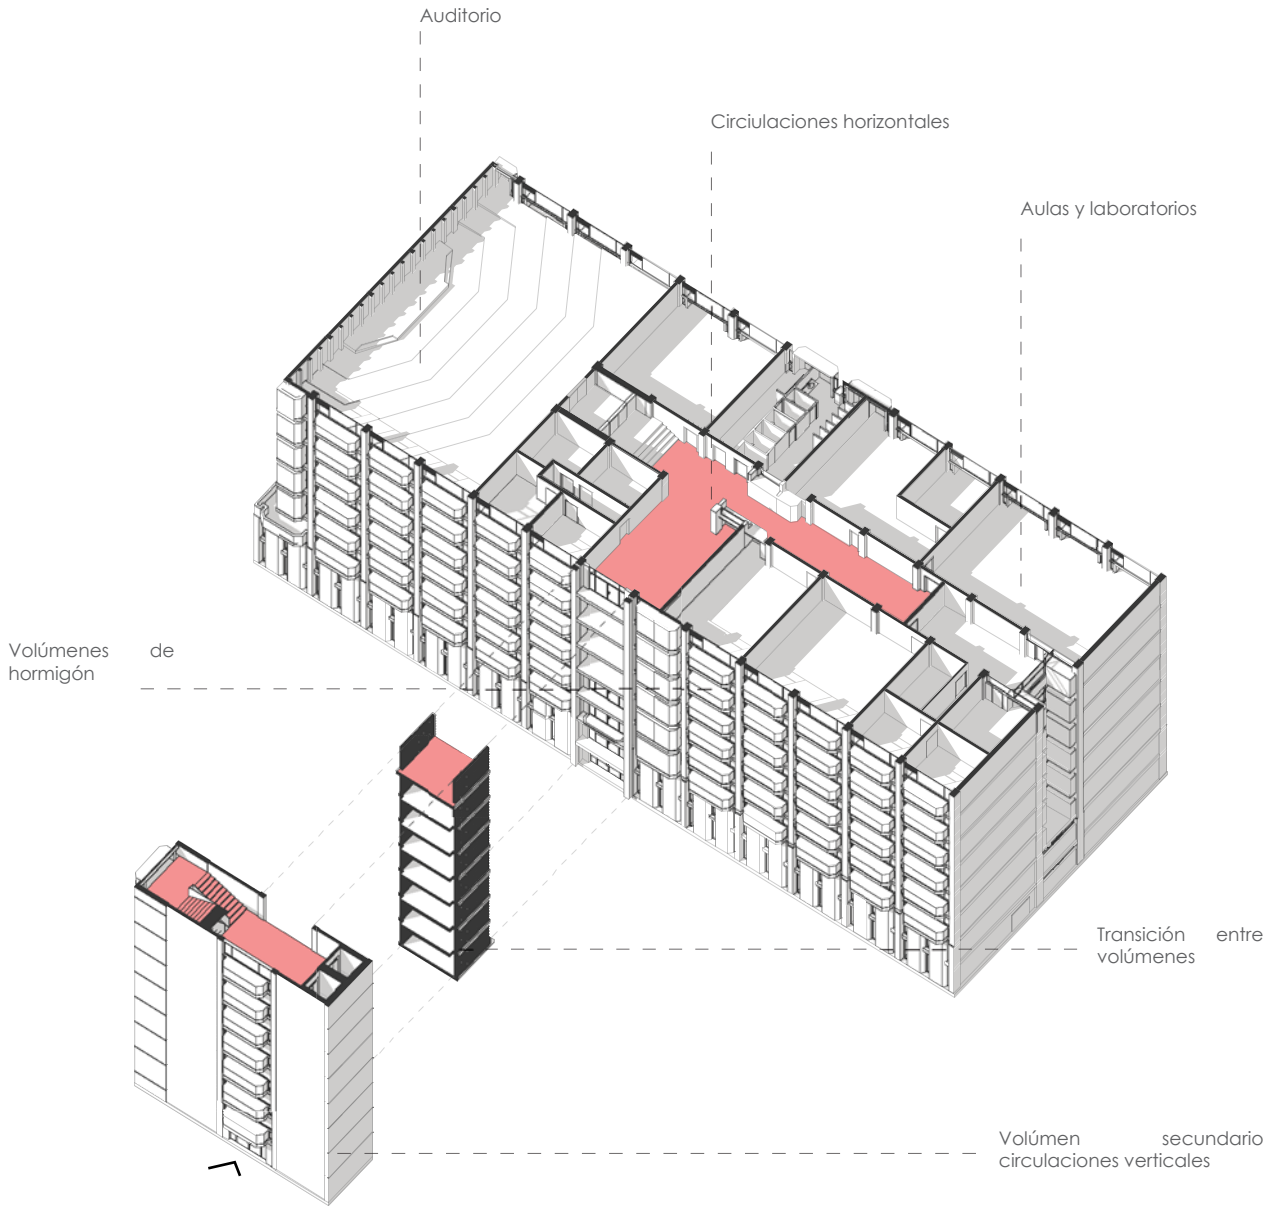 Auditorio
Circiulaciones horizontales
Aulas y laboratorios
Volúmenes de
hormigón
Transición entre
volúmenes
Volúmen secundario
circulaciones verticales